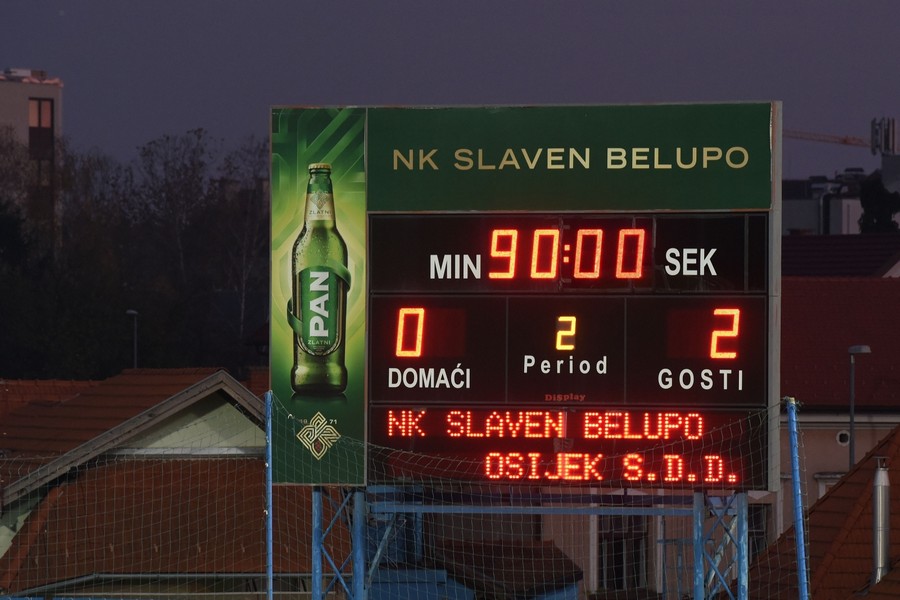 NK SLAVEN BELUPO
ZLATNI
PAN
ZLATNI
71
MIN 90:00 SEK
0 2 2
DOMAĆI Period GOSTI
Display
NK SLAVEN BELUPO
OSIJEK S.D.D.